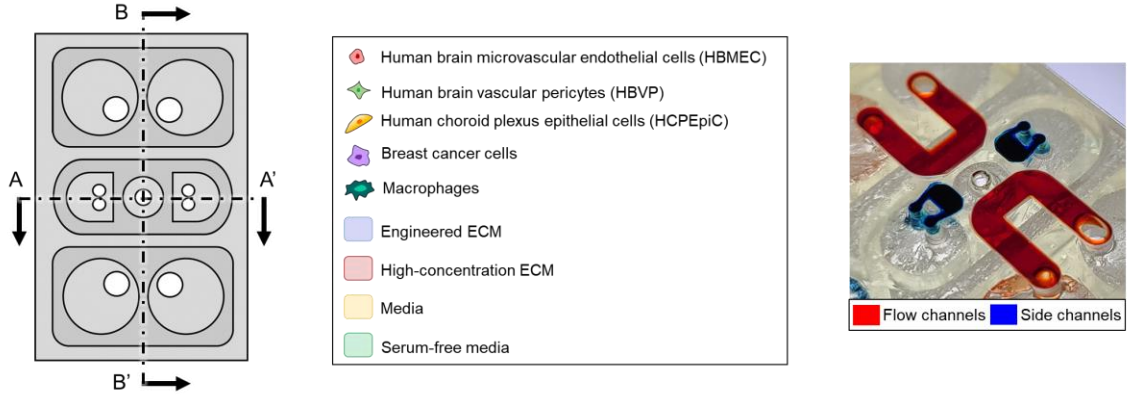 B
A
A’
B’
Human brain microvascular endothelial cells (HBMEC)
Human brain vascular pericytes (HBVP)
Human choroid plexus epithelial cells (HCPEpiC)
Breast cancer cells
Macrophages
Engineered ECM
High-concentration ECM
Media
Serum-free media
Flow channels
Side channels